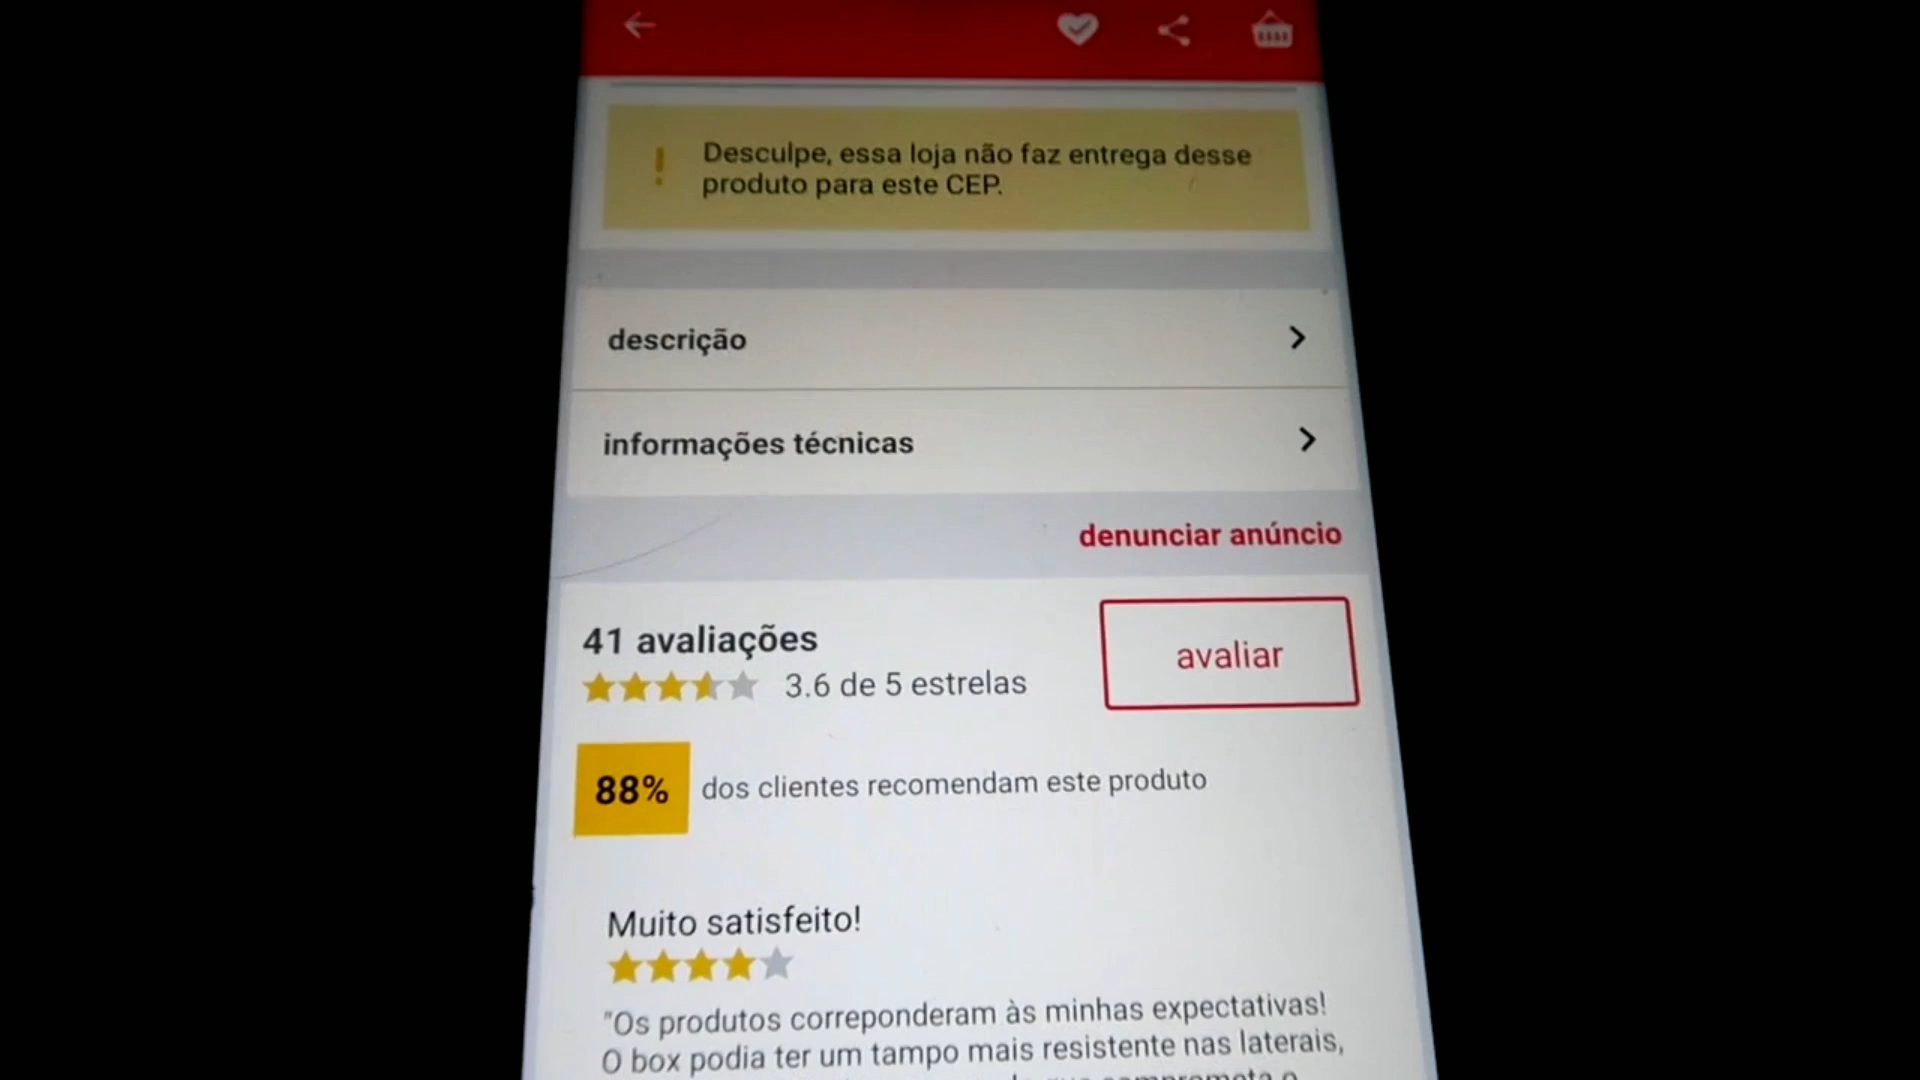 Desculpe, essa loja não faz entrega desse
produto para este CEP.
descrição
informações técnicas
denunciar anúncio
41 avaliações
avaliar
3.6 de 5 estrelas
88%
dos clientes recomendam este produto
Muito satisfeito!
"Os produtos correponderam às minhas expectativas!
O box podia ter um tampo mais resistente nas laterais,